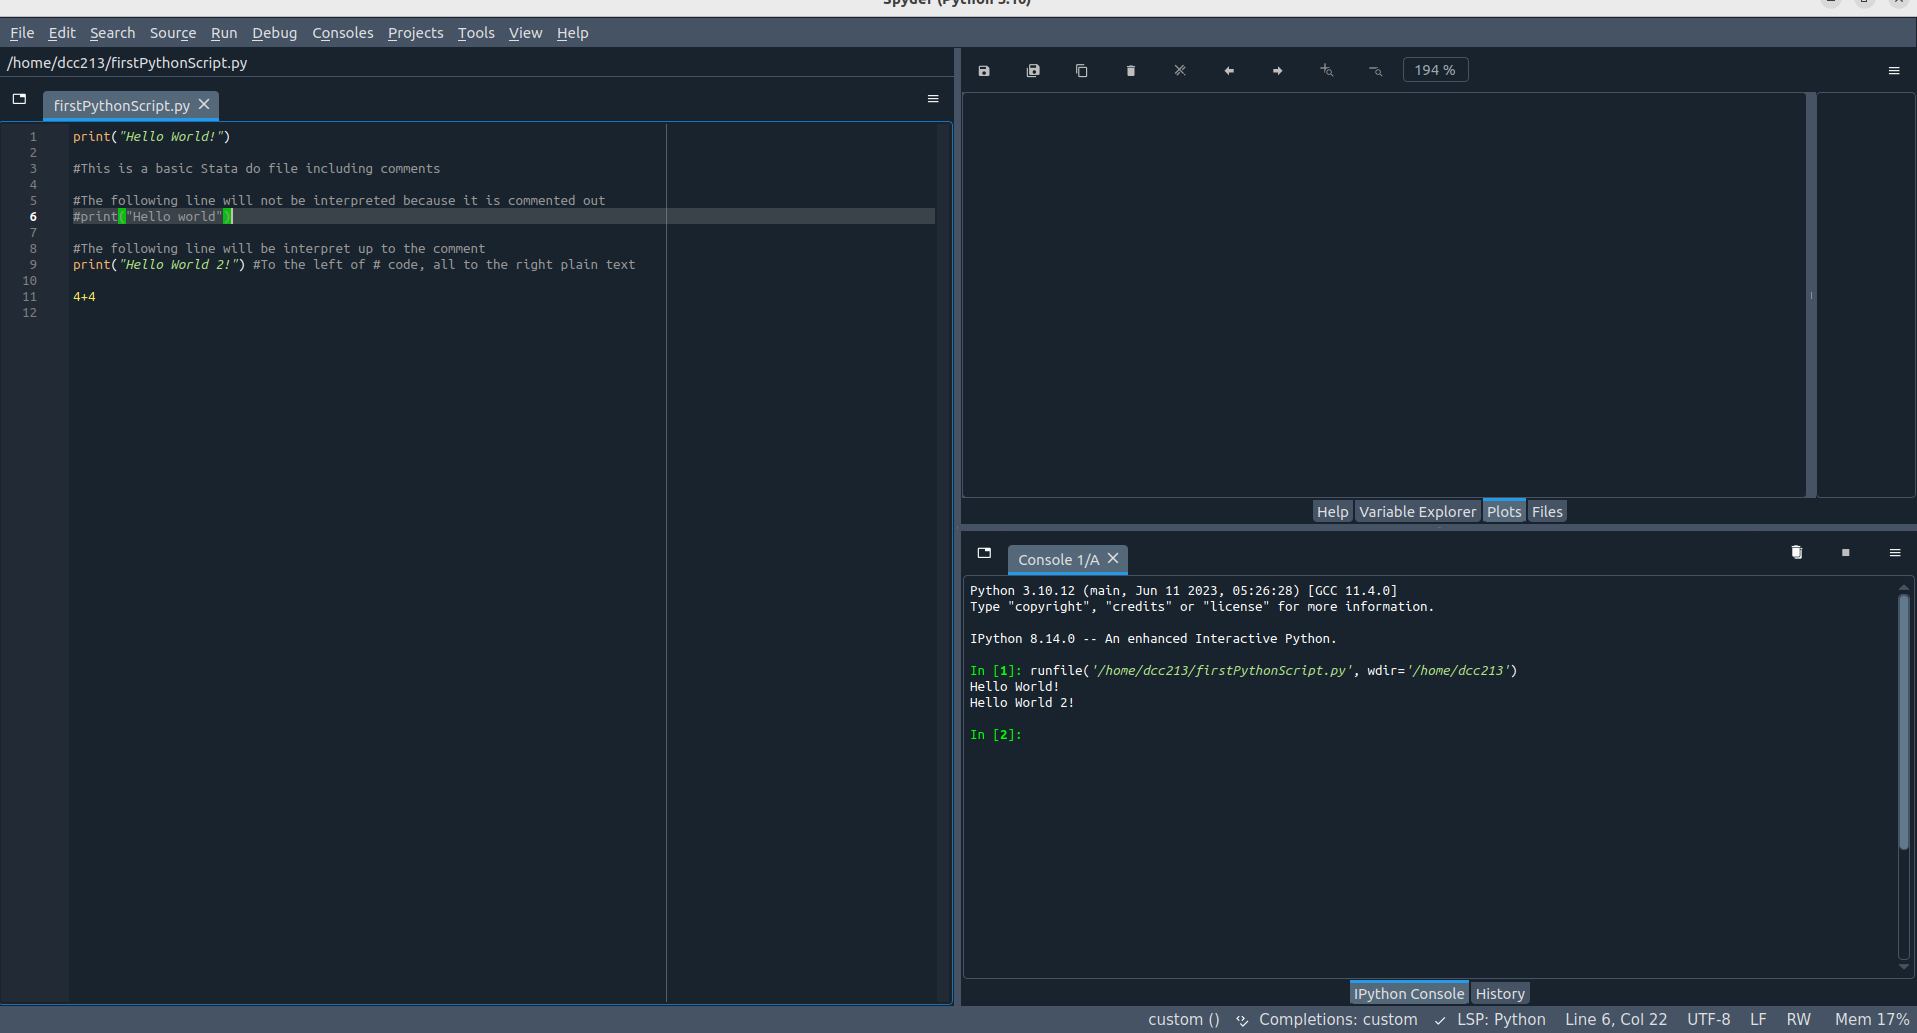 Spyder (Python 3.10)
File Edit Search Source Run Debug Consoles Projects Tools View Help
/home/dcc213/firstPythonScript.py
firstPythonScript.py
1 print("Hello World!")
2
3 #This is a basic Stata do file including comments
4
5 #The following line will not be interpreted because it is commented out
6 #print("Hello world")
7
8 #The following line will be interpret up to the comment
9 print("Hello World 2!") #To the left of # code, all to the right plain text
10
11 4+4
12
194 %
Help Variable Explorer Plots Files
Console 1/A
Python 3.10.12 (main, Jun 11 2023, 05:26:28) [GCC 11.4.0]
Type "copyright", "credits" or "license" for more information.
IPython 8.14.0 -- An enhanced Interactive Python.
In [1]: runfile('/home/dcc213/firstPythonScript.py', wdir='/home/dcc213')
Hello World!
Hello World 2!
In [2]:
IPython Console History
custom () Completions: custom LSP: Python Line 6, Col 22 UTF-8 LF RW Mem 17%